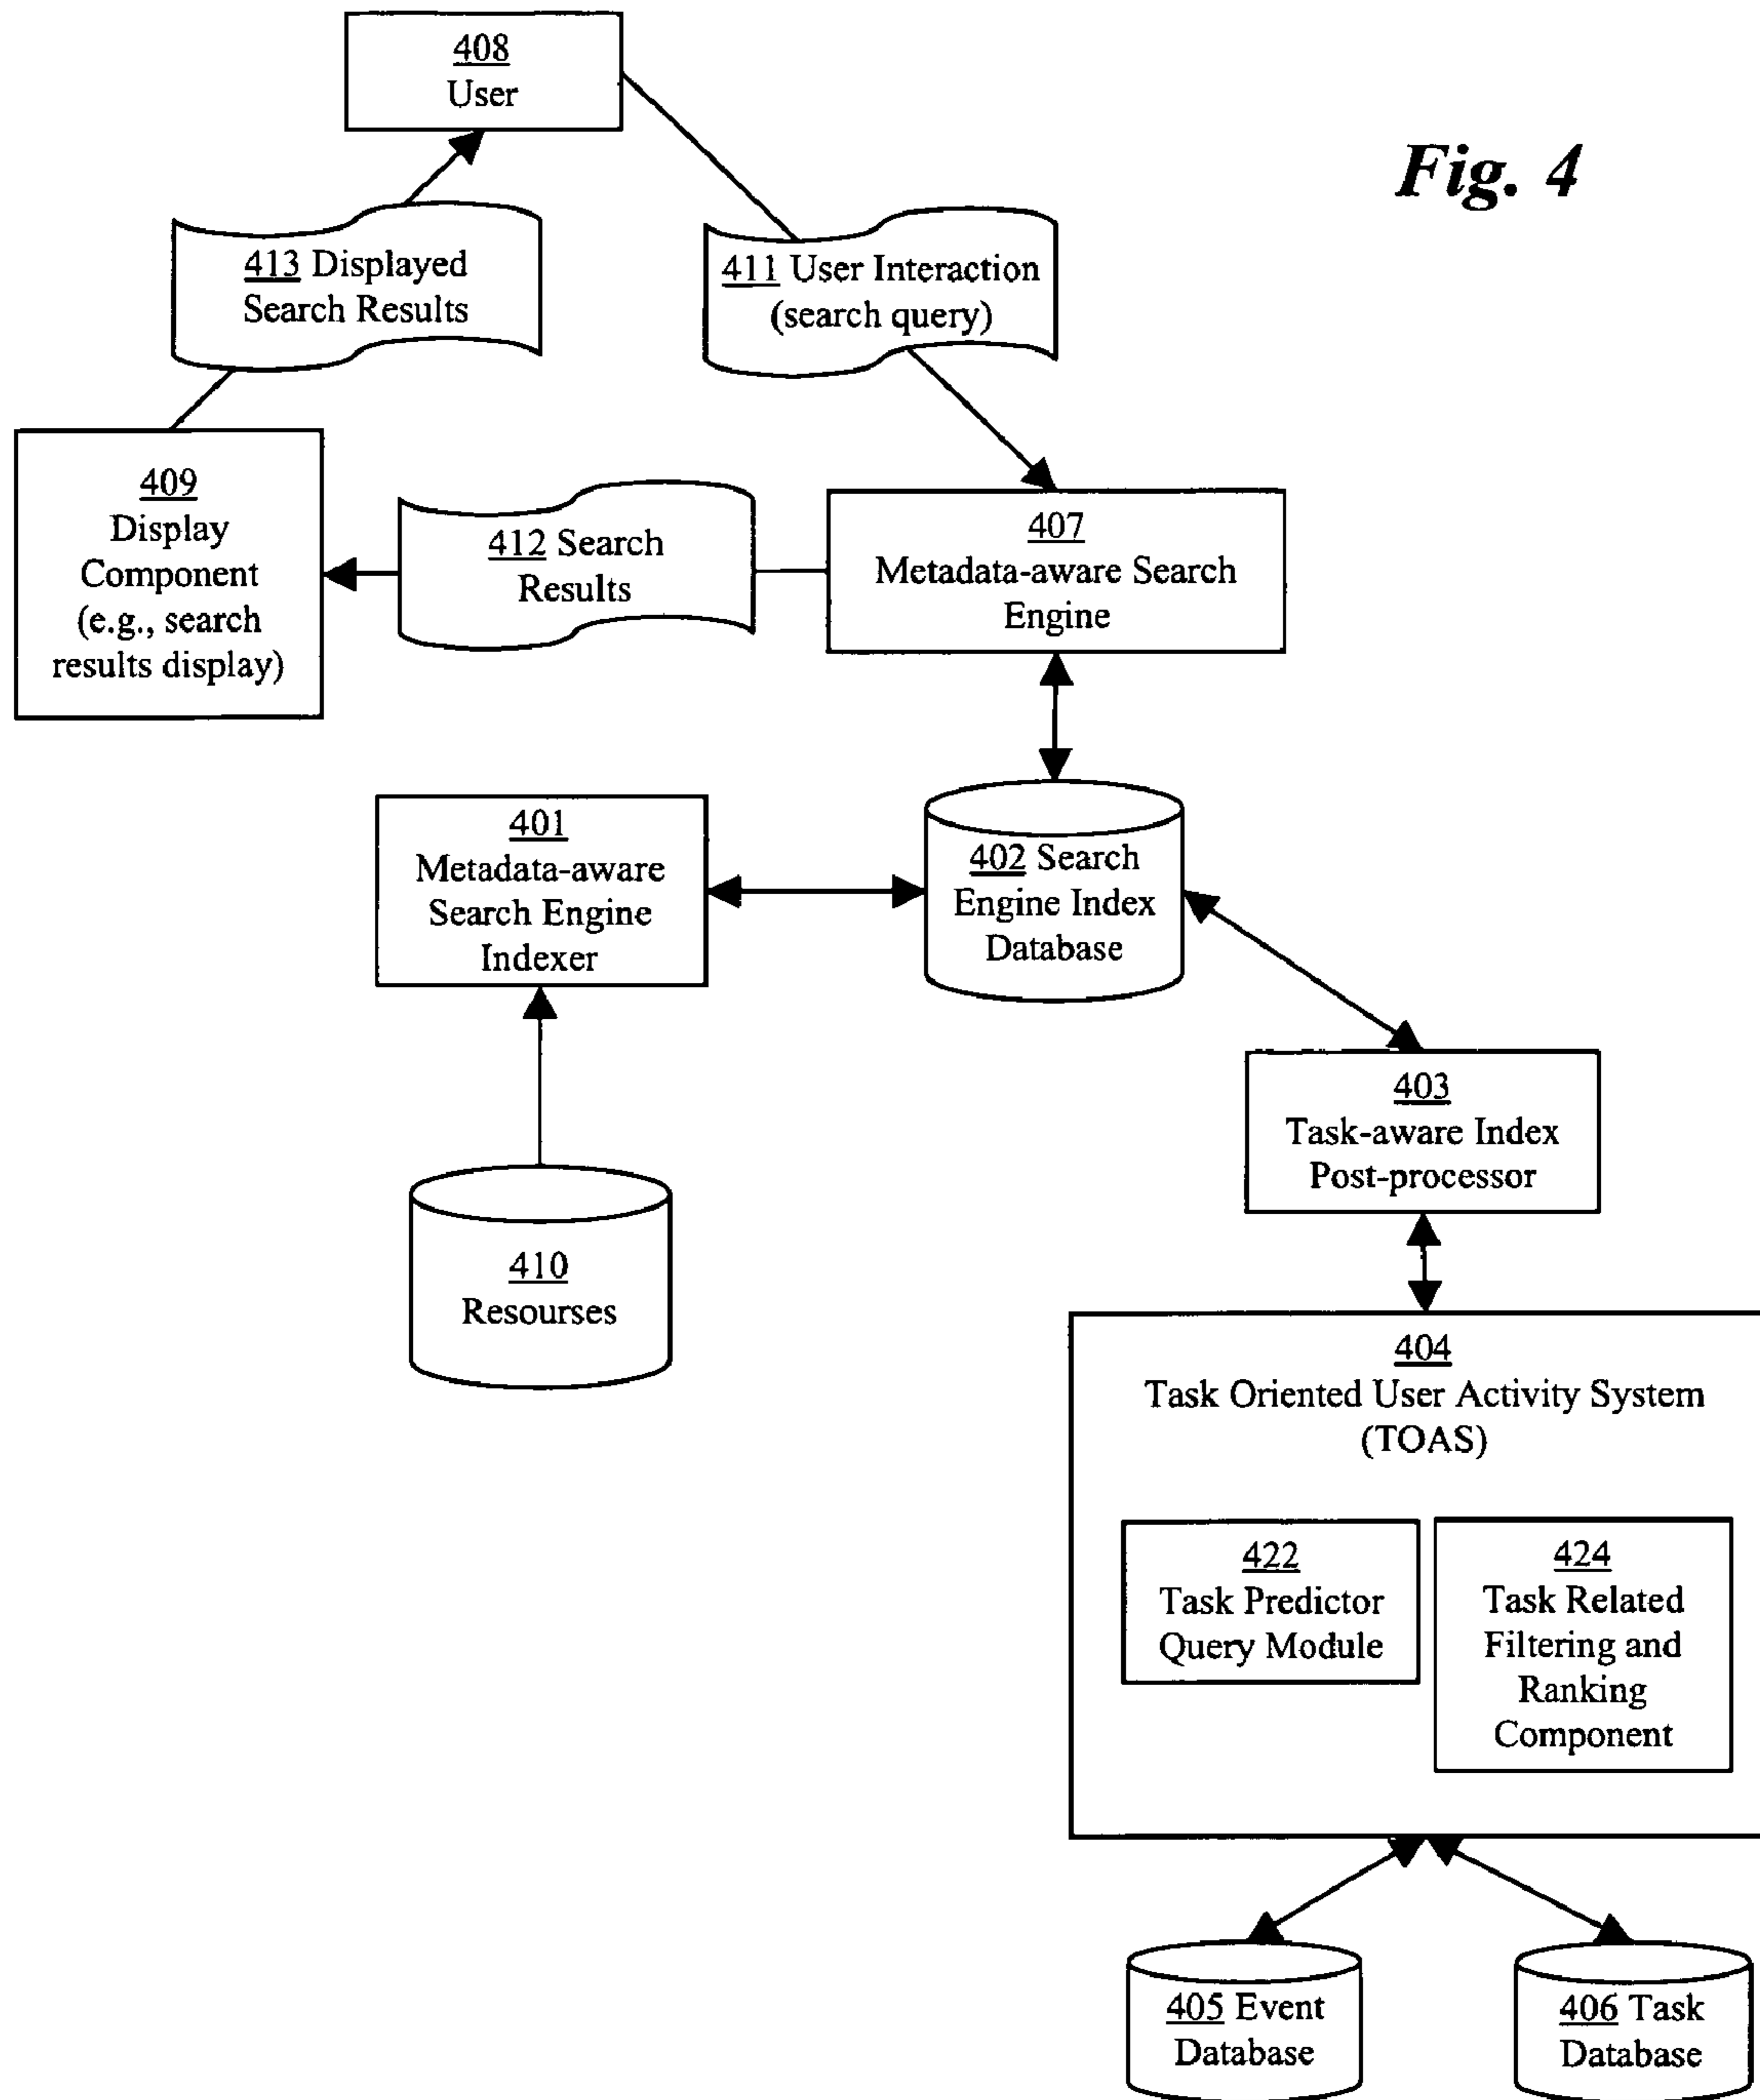 408
User
Fig. 4
413 Displayed
Search Results
411 User Interaction
(search query)
409
Display
Component
(e.g., search
results display)
412 Search
Results
407
Metadata-aware Search
Engine
401
Metadata-aware
Search Engine
Indexer
402 Search
Engine Index
Database
403
Task-aware Index
Post-processor
410
Resourses
404
Task Oriented User Activity System
(TOAS)
422
Task Predictor
Query Module
424
Task Related
Filtering and
Ranking
Component
405 Event
Database
406 Task
Database